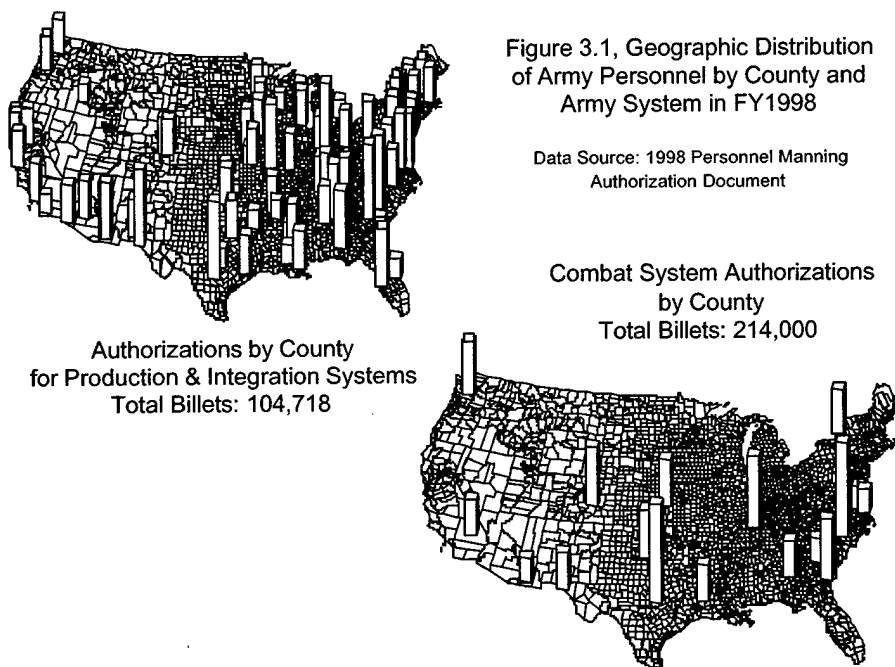 Figure 3.1, Geographic Distribution
of Army Personnel by County and
Army System in FY1998
Data Source: 1998 Personnel Manning
Authorization Document
Authorizations by County
for Production & Integration Systems
Total Billets: 104,718
Combat System Authorizations
by County
Total Billets: 214,000